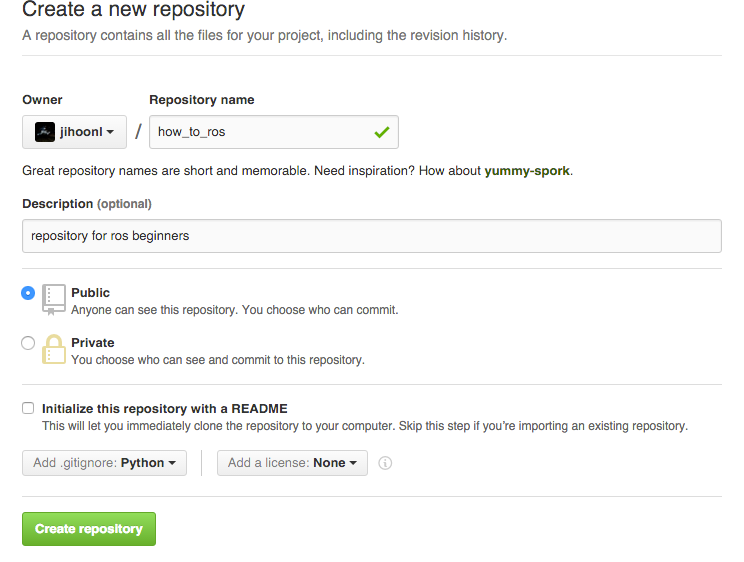 Create a new repository
A repository contains all the files for your project, including the revision history.
Owner Repository name
jihoonl / how_to_ros
Great repository names are short and memorable. Need inspiration? How about yummy-spork.
Description (optional)
repository for ros beginners
Public
Anyone can see this repository. You choose who can commit.
Private
You choose who can see and commit to this repository.
Initialize this repository with a README
This will let you immediately clone the repository to your computer. Skip this step if you're importing an existing repository.
Add .gitignore: Python Add a license: None
Create repository